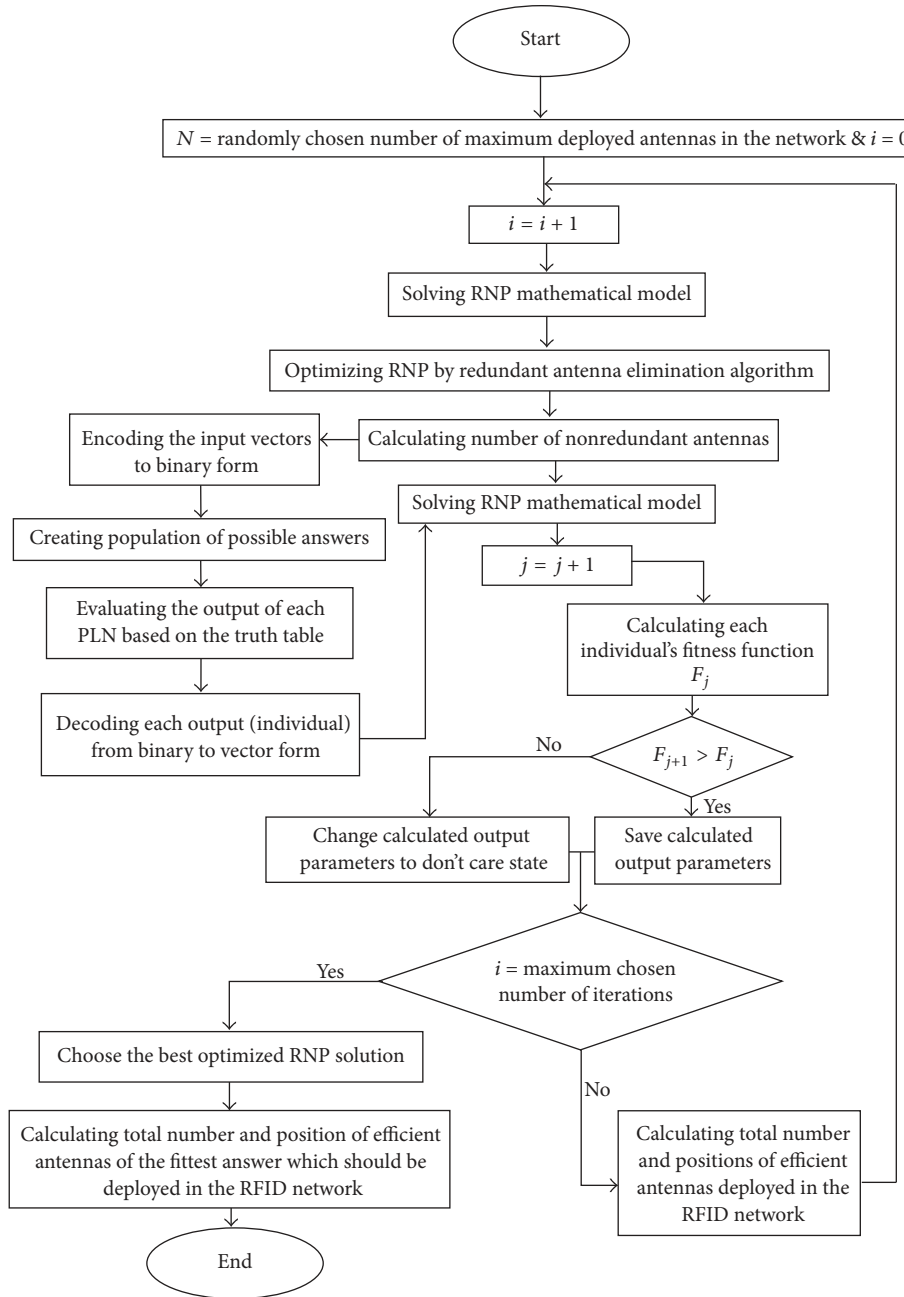 Start
N = randomly chosen number of maximum deployed antennas in the network & i = 0
i = i + 1
Solving RNP mathematical model
Optimizing RNP by redundant antenna elimination algorithm
Calculating number of nonredundant antennas
Encoding the input vectors
to binary form
Creating population of possible answers
Evaluating the output of each
PLN based on the truth table
Decoding each output (individual)
from binary to vector form
Solving RNP mathematical model
j = j + 1
Calculating each
individual's fitness function
F_j
F_{j+1} > F_j
No
Yes
Change calculated output
parameters to don't care state
Save calculated
output parameters
i = maximum chosen
number of iterations
Yes
No
Choose the best optimized RNP solution
Calculating total number and position of efficient
antennas of the fittest answer which should be
deployed in the RFID network
End
Calculating total number
and positions of efficient
antennas deployed in the
RFID network